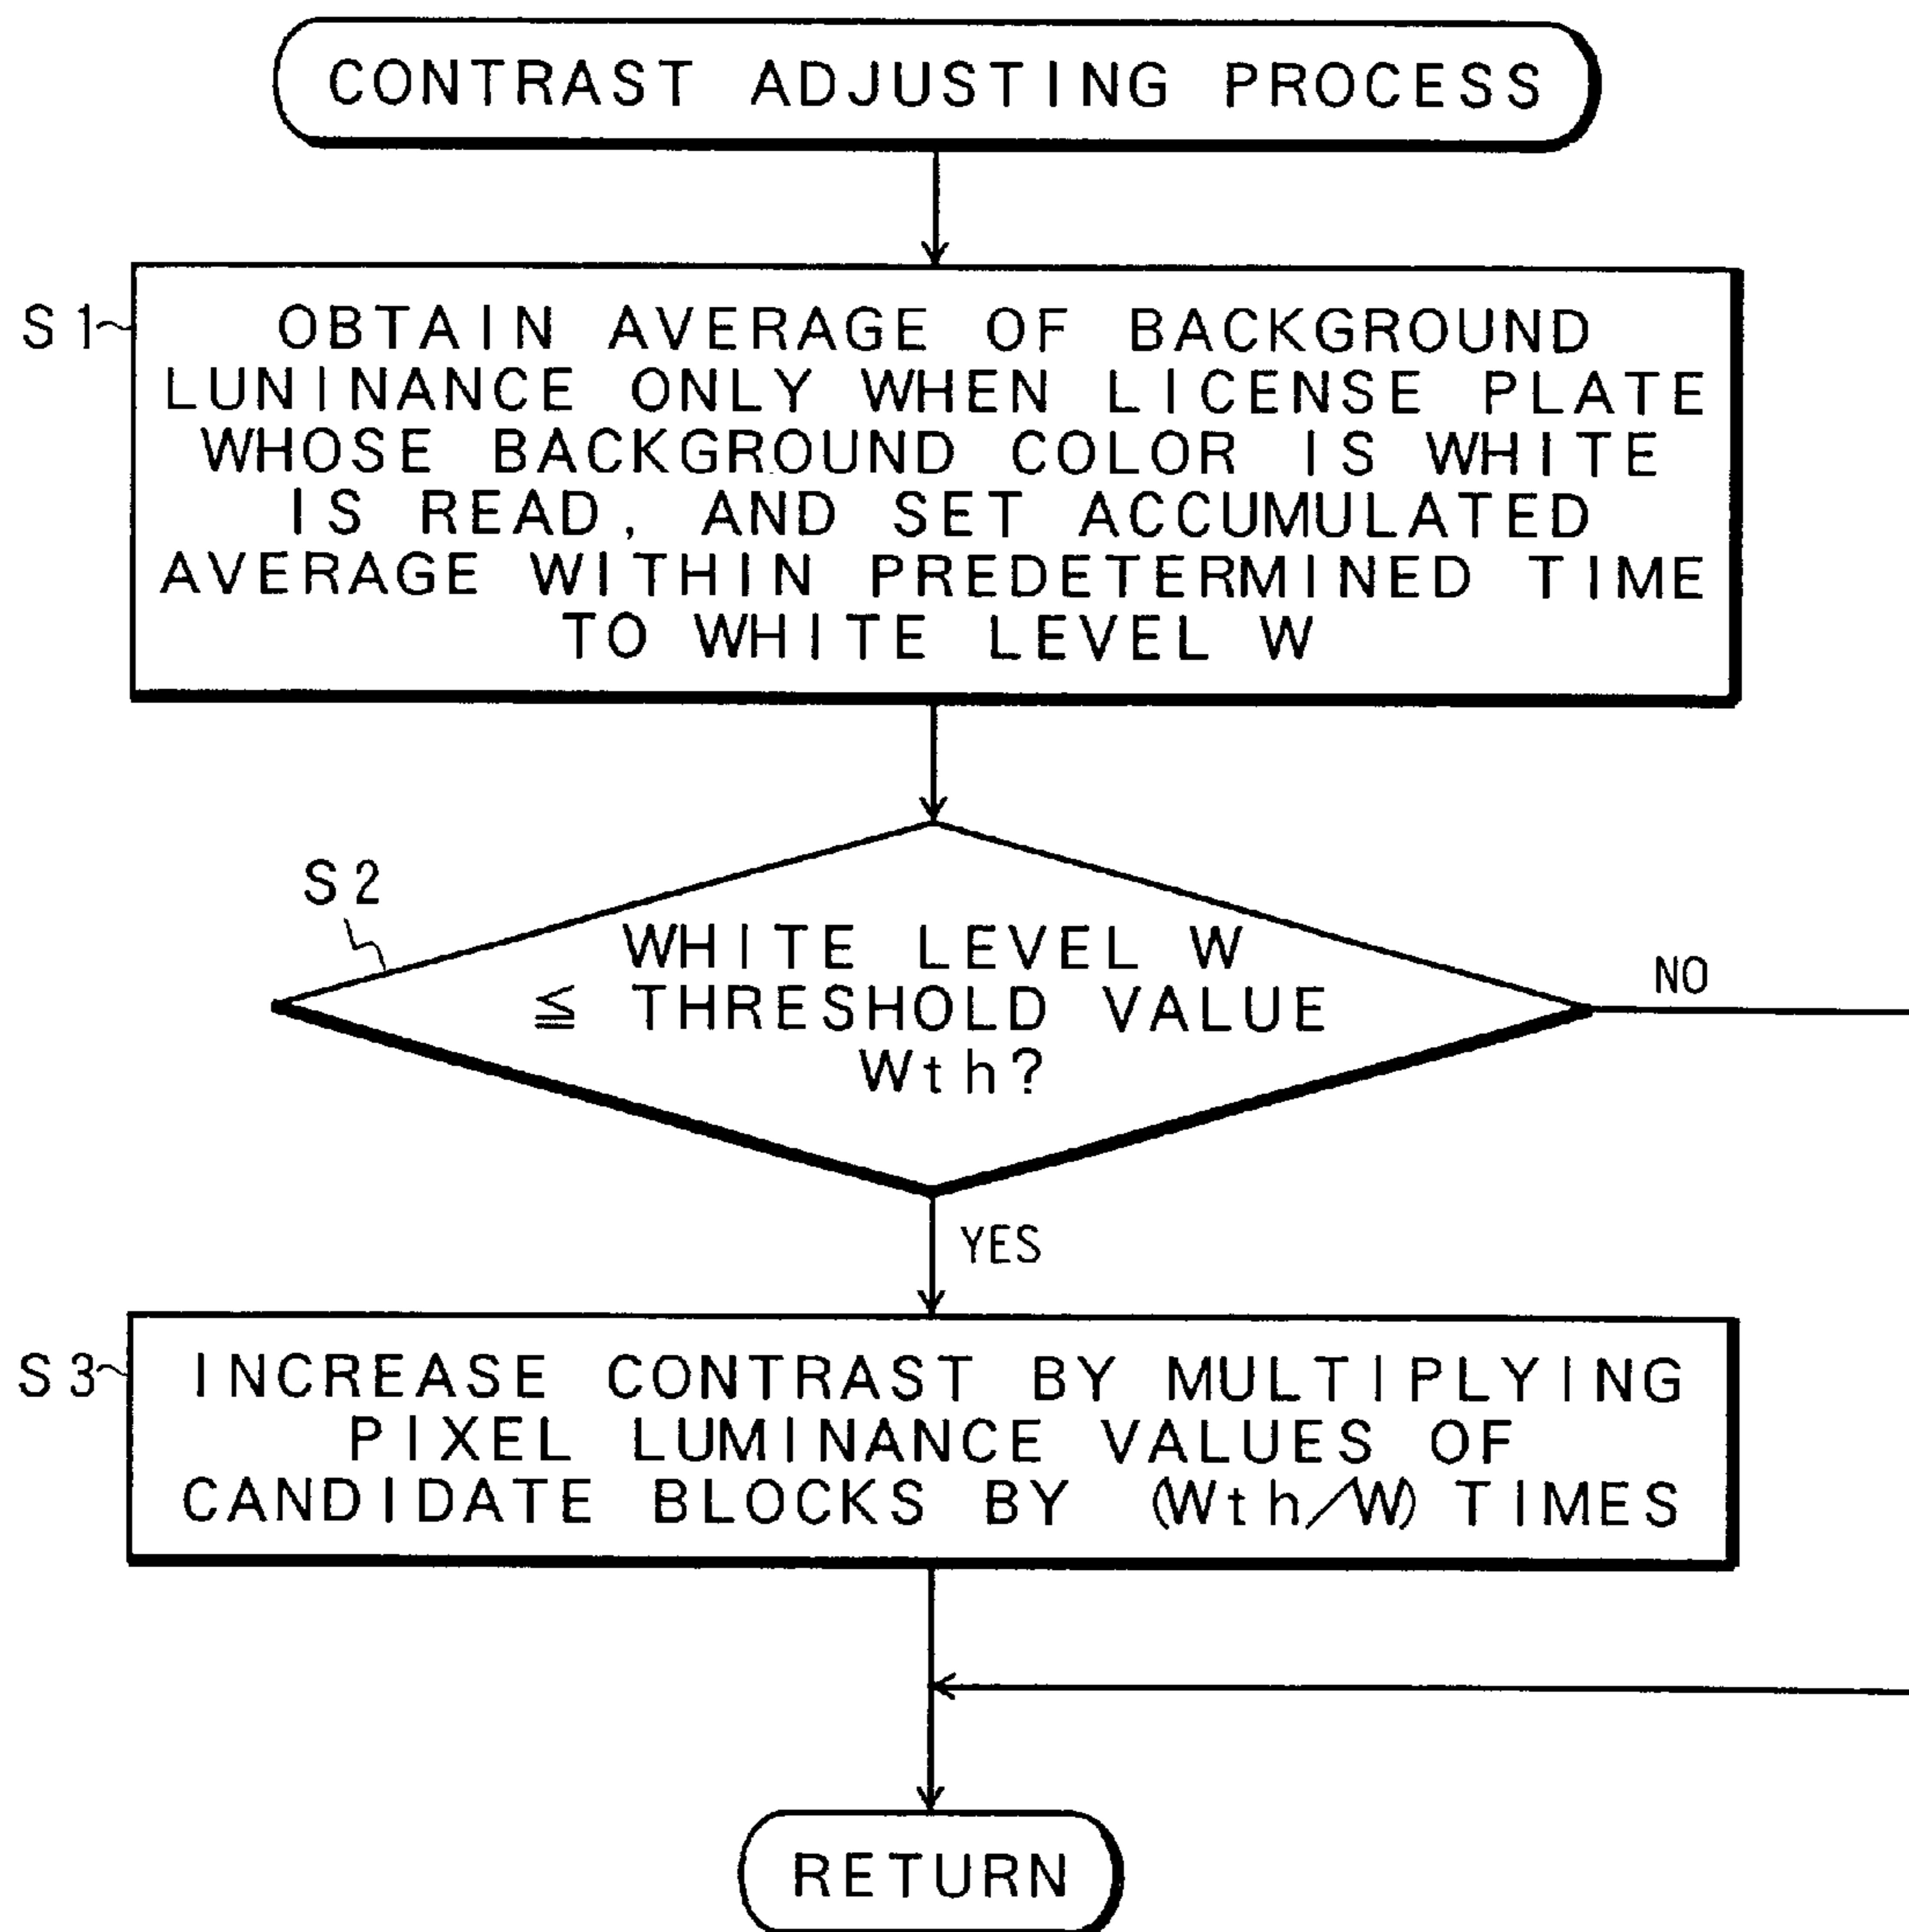 CONTRAST ADJUSTING PROCESS
S1
OBTAIN AVERAGE OF BACKGROUND
LUNINANCE ONLY WHEN LICENSE PLATE
WHOSE BACKGROUND COLOR IS WHITE
IS READ, AND SET ACCUMULATED
AVERAGE WITHIN PREDETERMINED TIME
TO WHITE LEVEL W
S2
WHITE LEVEL W
≦ THRESHOLD VALUE
Wth?
NO
YES
S3
INCREASE CONTRAST BY MULTIPLYING
PIXEL LUMINANCE VALUES OF
CANDIDATE BLOCKS BY (Wth/W) TIMES
RETURN